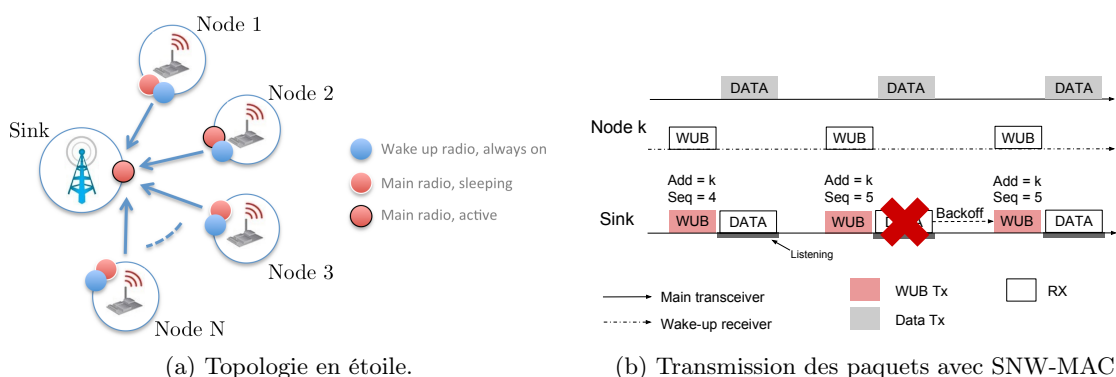 Node 1
Node 2
Sink
Wake up radio, always on
Main radio, sleeping
Main radio, active
Node 3
Node N
(a) Topologie en étoile.
DATA DATA DATA
Node k
WUB WUB WUB
Add = k Add = k Add = k
Seq = 4 Seq = 5 Seq = 5
Sink
WUB DATA WUB DATA Backoff WUB DATA
Listening
Main transceiver
Wake-up receiver
WUB Tx
Data Tx
RX
(b) Transmission des paquets avec SNW-MAC